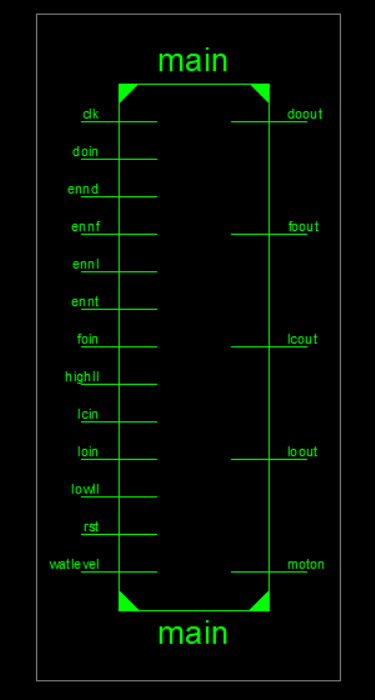 main
clk
doin
ennd
ennf
ennl
ennt
foin
highll
lcin
loin
lowll
rst
watlevel
doout
foout
lcout
loout
moton
main